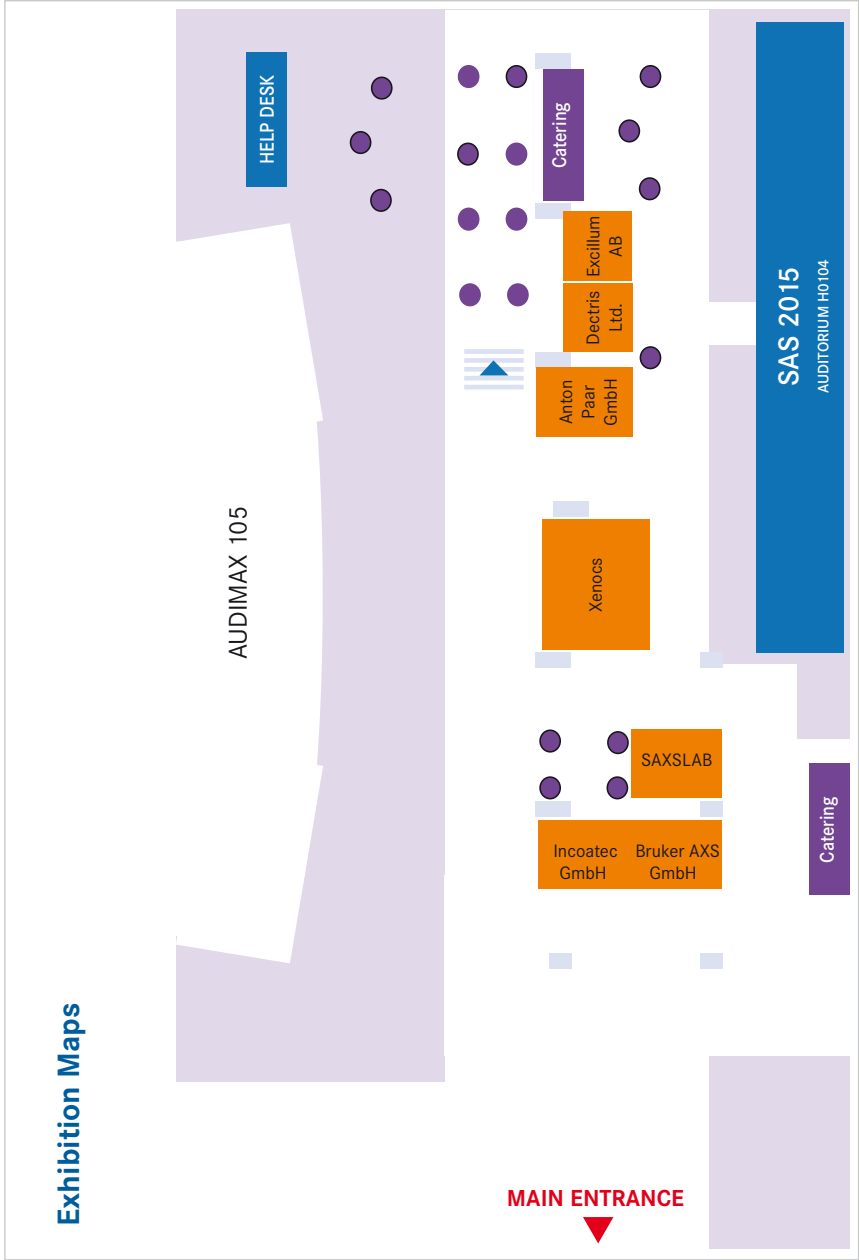 Exhibition Maps
HELP DESK
AUDIMAX 105
Catering
Excillum
AB
Dectris
Ltd.
Anton
Paar
GmbH
Xenocs
SAS 2015
AUDITORIUM H0104
SAXSLAB
Incoatec
GmbH
Bruker AXS
GmbH
Catering
MAIN ENTRANCE